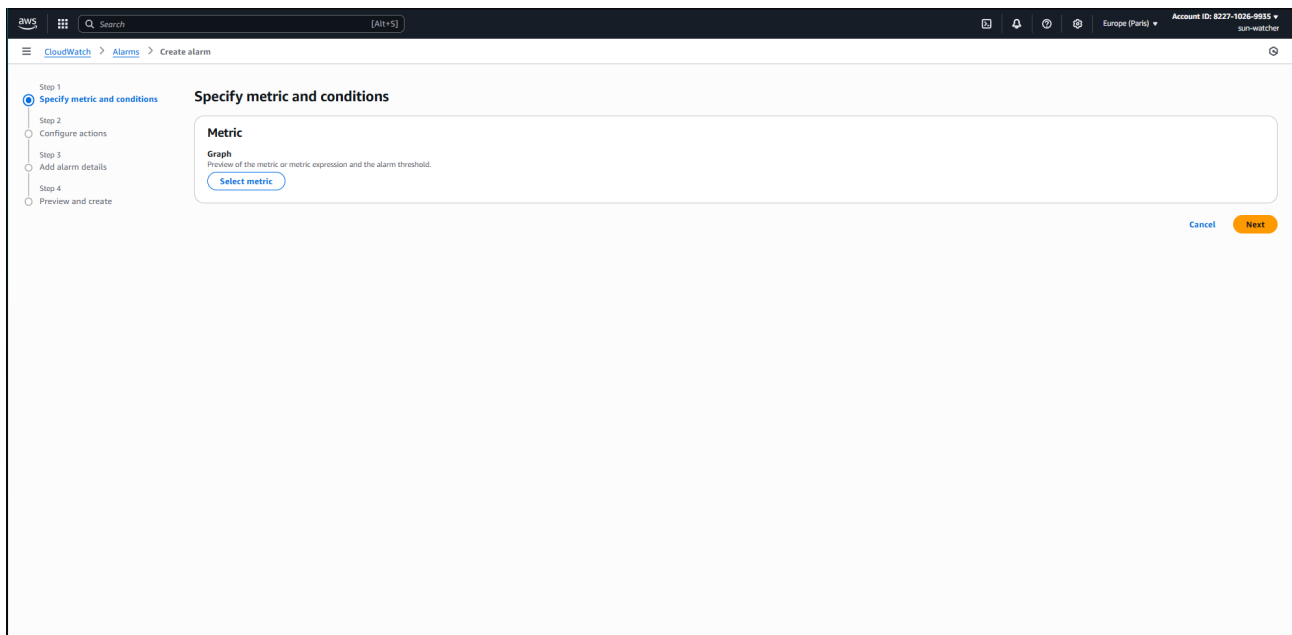 aws
Search [Alt+S]
Europe (Paris)
Account ID: 8227-1026-9935
sun-watcher
CloudWatch > Alarms > Create alarm
Step 1
Specify metric and conditions
Step 2
Configure actions
Step 3
Add alarm details
Step 4
Preview and create
Specify metric and conditions
Metric
Graph
Preview of the metric or metric expression and the alarm threshold.
Select metric
Cancel
Next